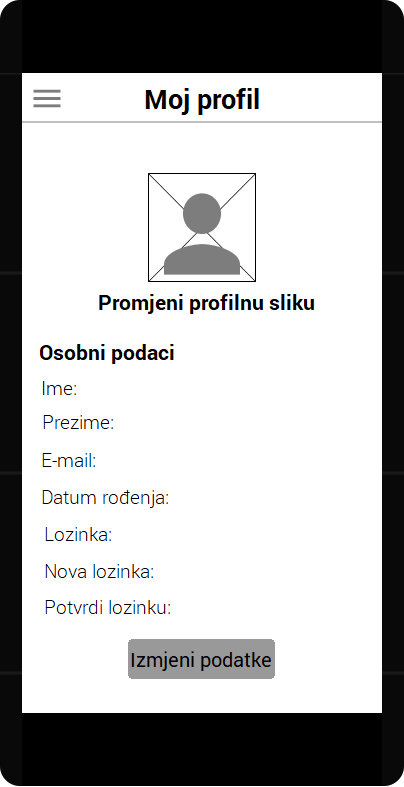 Moj profil
Promjeni profilnu sliku
Osobni podaci
Ime:
Prezime:
E-mail:
Datum rođenja:
Lozinka:
Nova lozinka:
Potvrdi lozinku:
Izmjeni podatke